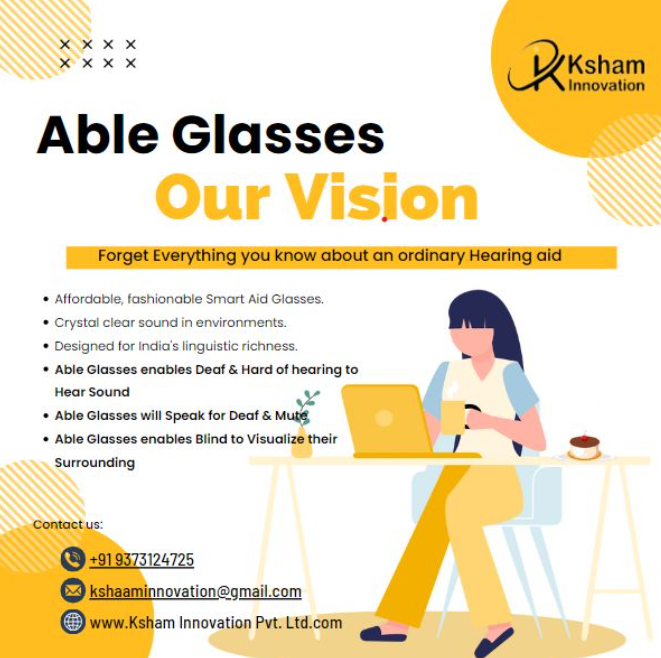 Ksham
Innovation
Able Glasses
Our Vision
Forget Everything you know about an ordinary Hearing aid
• Affordable, fashionable Smart Aid Glasses.
• Crystal clear sound in environments.
• Designed for India's linguistic richness.
• Able Glasses enables Deaf & Hard of hearing to
Hear Sound
• Able Glasses will Speak for Deaf & Mute
• Able Glasses enables Blind to Visualize their
Surrounding
Contact us:
+91 9373124725
kshaaminnovation@gmail.com
www.Ksham Innovation Pvt. Ltd.com